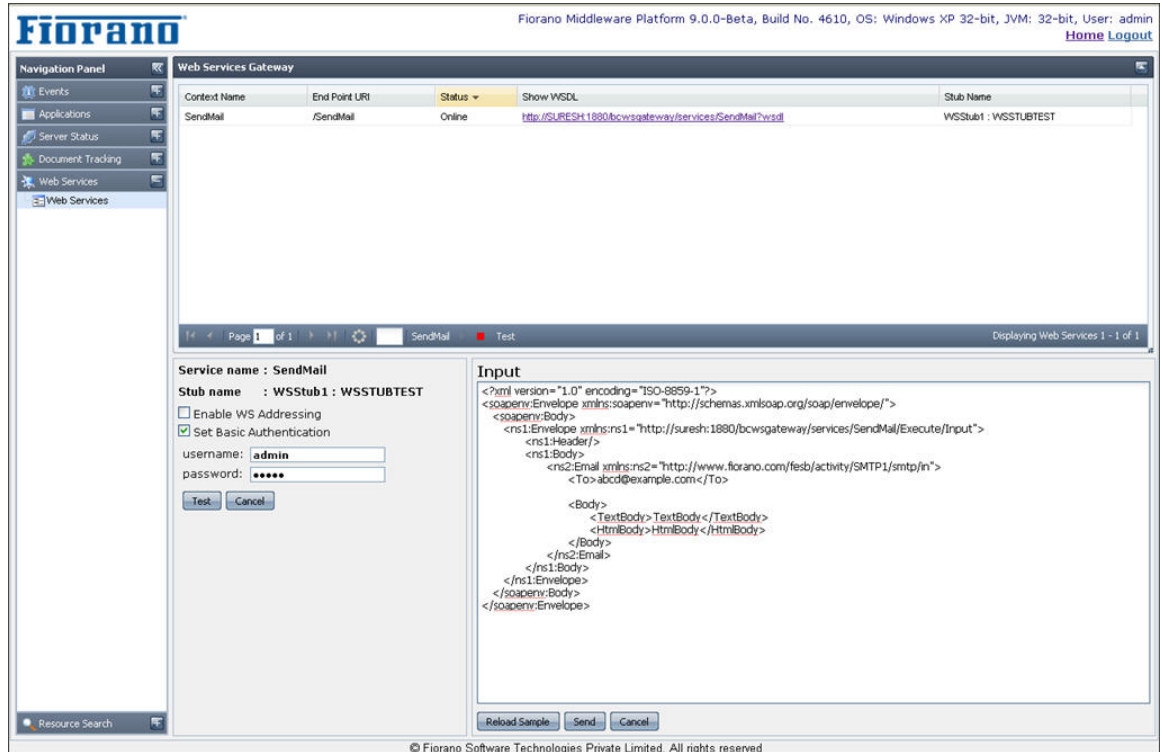 Fiorano
Fiorano Middleware Platform 9.0.0-Beta, Build No. 4610, OS: Windows XP 32-bit, JVM: 32-bit, User: admin
Home Logout
Navigation Panel
Events
Applications
Server Status
Document Tracking
Web Services
Web Services
Resource Search
Web Services Gateway
Context Name End Point URI Status Show WSDL Stub Name
SendMail /SendMail Online http://SURESH:1880/bcwsgateway/services/SendMail?wsdl WSStub1 : WSSTUBTEST
Page 1 of 1 SendMail Test Displaying Web Services 1 - 1 of 1
Service name : SendMail
Stub name : WSStub1 : WSSTUBTEST
Enable WS Addressing
Set Basic Authentication
username: admin
password: •••••
Test Cancel
Input
<?xml version="1.0" encoding="ISO-8859-1"?>
<soapenv:Envelope xmlns:soapenv="http://schemas.xmlsoap.org/soap/envelope/">
<soapenv:Body>
<ns1:Envelope xmlns:ns1="http://suresh:1880/bcwsgateway/services/SendMail/Execute/Input">
<ns1:Header/>
<ns1:Body>
<ns2:Email xmlns:ns2="http://www.fiorano.com/fesb/activity/SMTP1/smtp/in">
<To>abcd@example.com</To>
<Body>
<TextBody>TextBody</TextBody>
<HtmlBody>HtmlBody</HtmlBody>
</Body>
</ns2:Email>
</ns1:Body>
</ns1:Envelope>
</soapenv:Body>
</soapenv:Envelope>
Reload Sample Send Cancel
© Fiorano Software Technologies Private Limited. All rights reserved